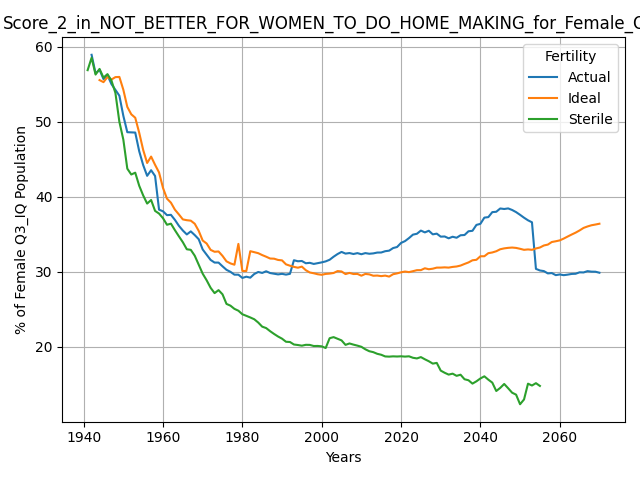 Score_2_in_NOT_BETTER_FOR_WOMEN_TO_DO_HOME_MAKING_for_Female_
Fertility
Actual
Ideal
Sterile
% of Female Q3_IQ Population
60
50
40
30
20
1940 1960 1980 2000 2020 2040 2060
Years